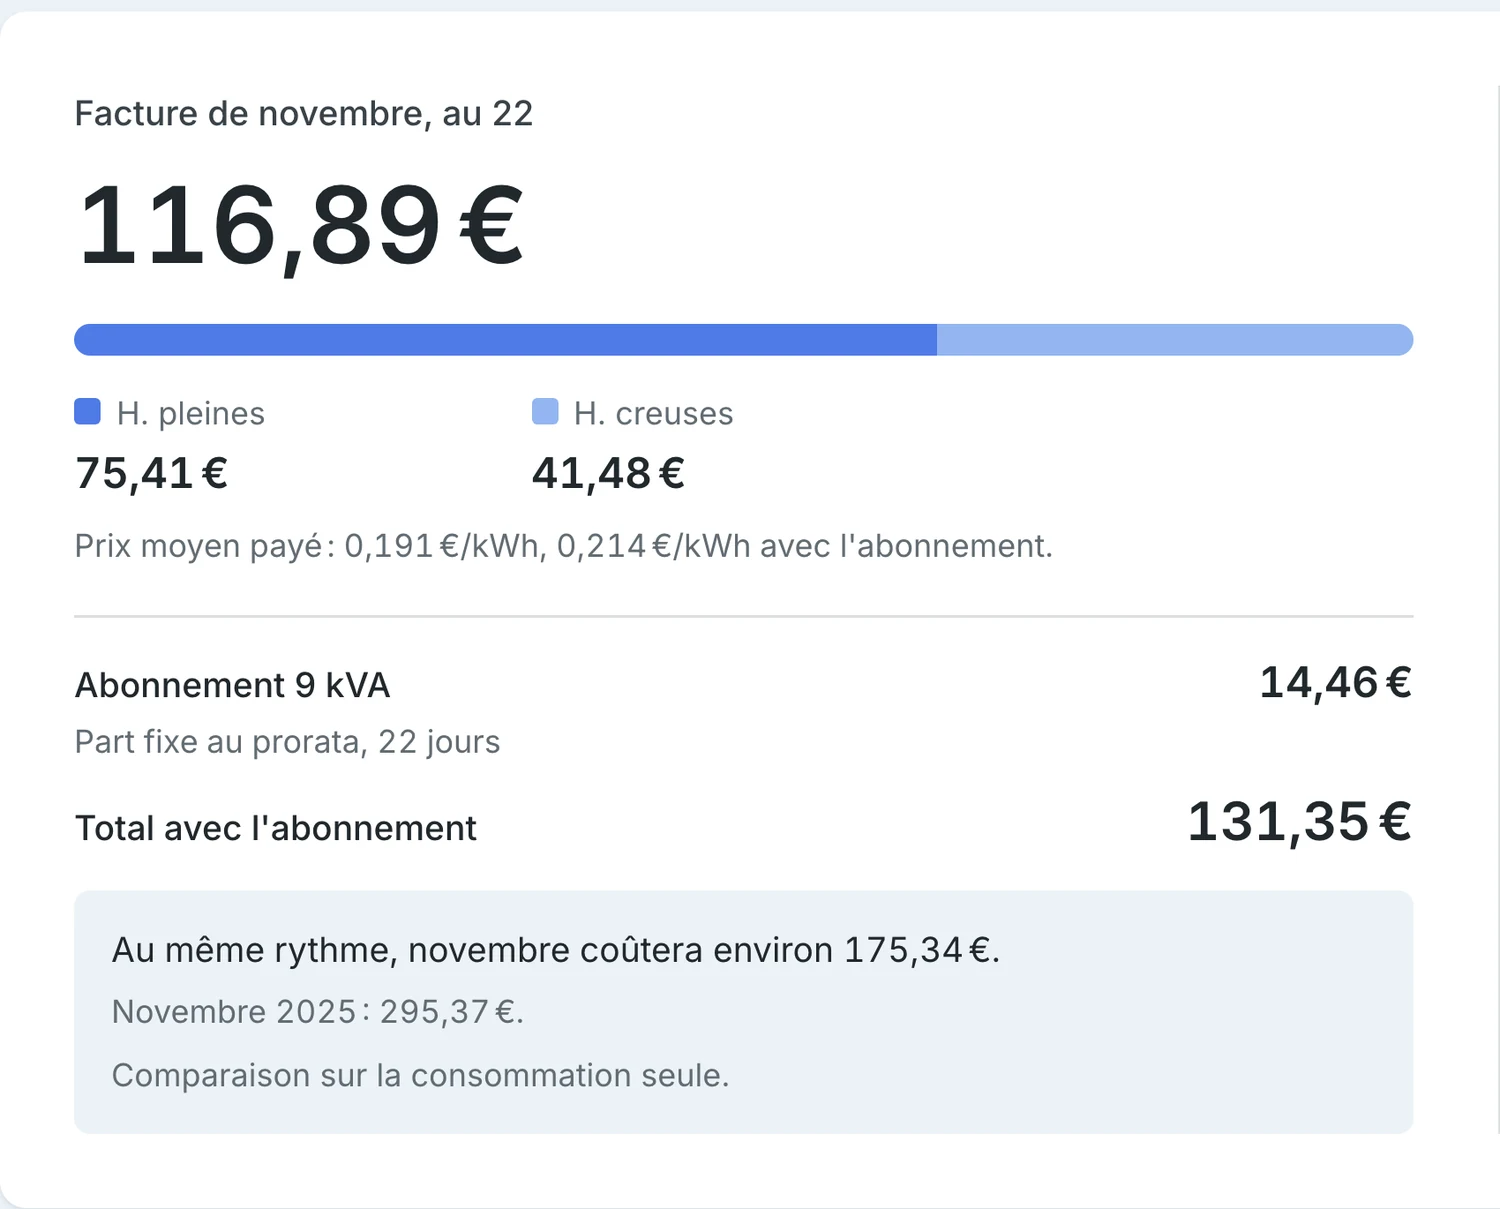 Facture de novembre, au 22
116,89 €
H. pleines
H. creuses
75,41 €
41,48 €
Prix moyen payé : 0,191 €/kWh, 0,214 €/kWh avec l'abonnement.
Abonnement 9 kVA
14,46 €
Part fixe au prorata, 22 jours
Total avec l'abonnement
131,35 €
Au même rythme, novembre coûtera environ 175,34 €.
Novembre 2025 : 295,37 €.
Comparaison sur la consommation seule.